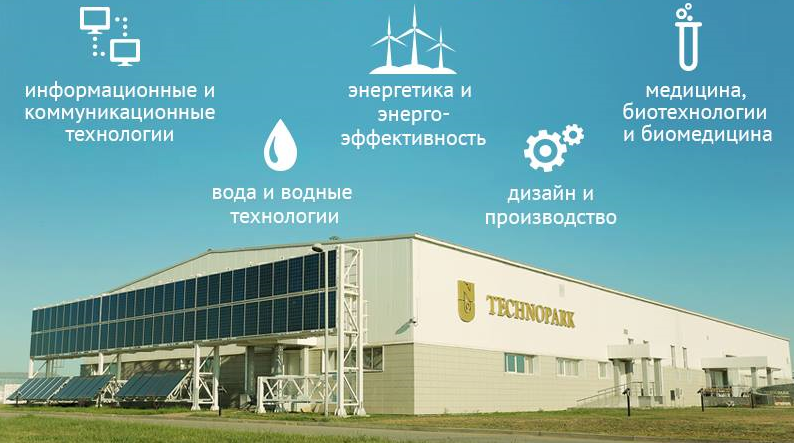 информационные и
коммуникационные
технологии
энергетика и
энерго-
эффективность
медицина,
биотехнологии
и биомедицина
вода и водные
технологии
дизайн и
производство
TECHNOPARK